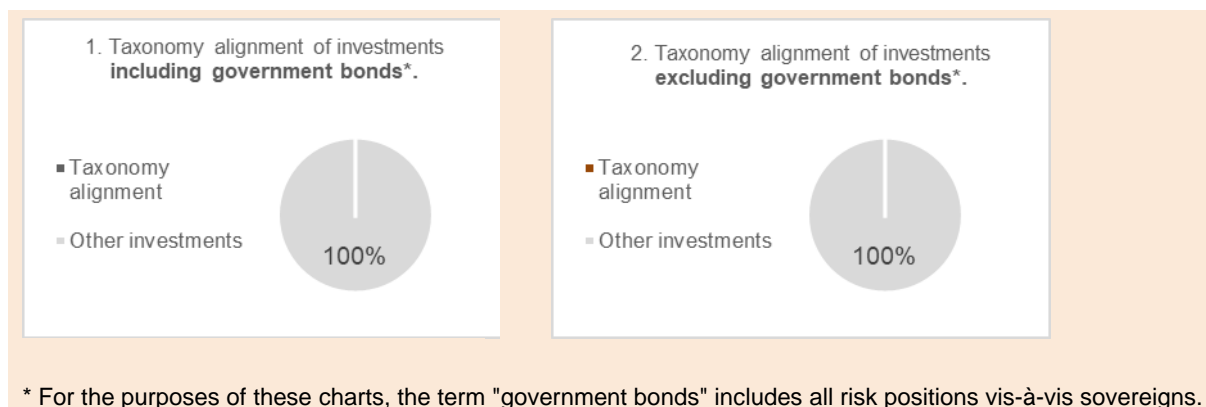 1. Taxonomy alignment of investments
including government bonds*.
Taxonomy
alignment
Other investments
100%
2. Taxonomy alignment of investments
excluding government bonds*.
Taxonomy
alignment
Other investments
100%
* For the purposes of these charts, the term "government bonds" includes all risk positions vis-à-vis sovereigns.